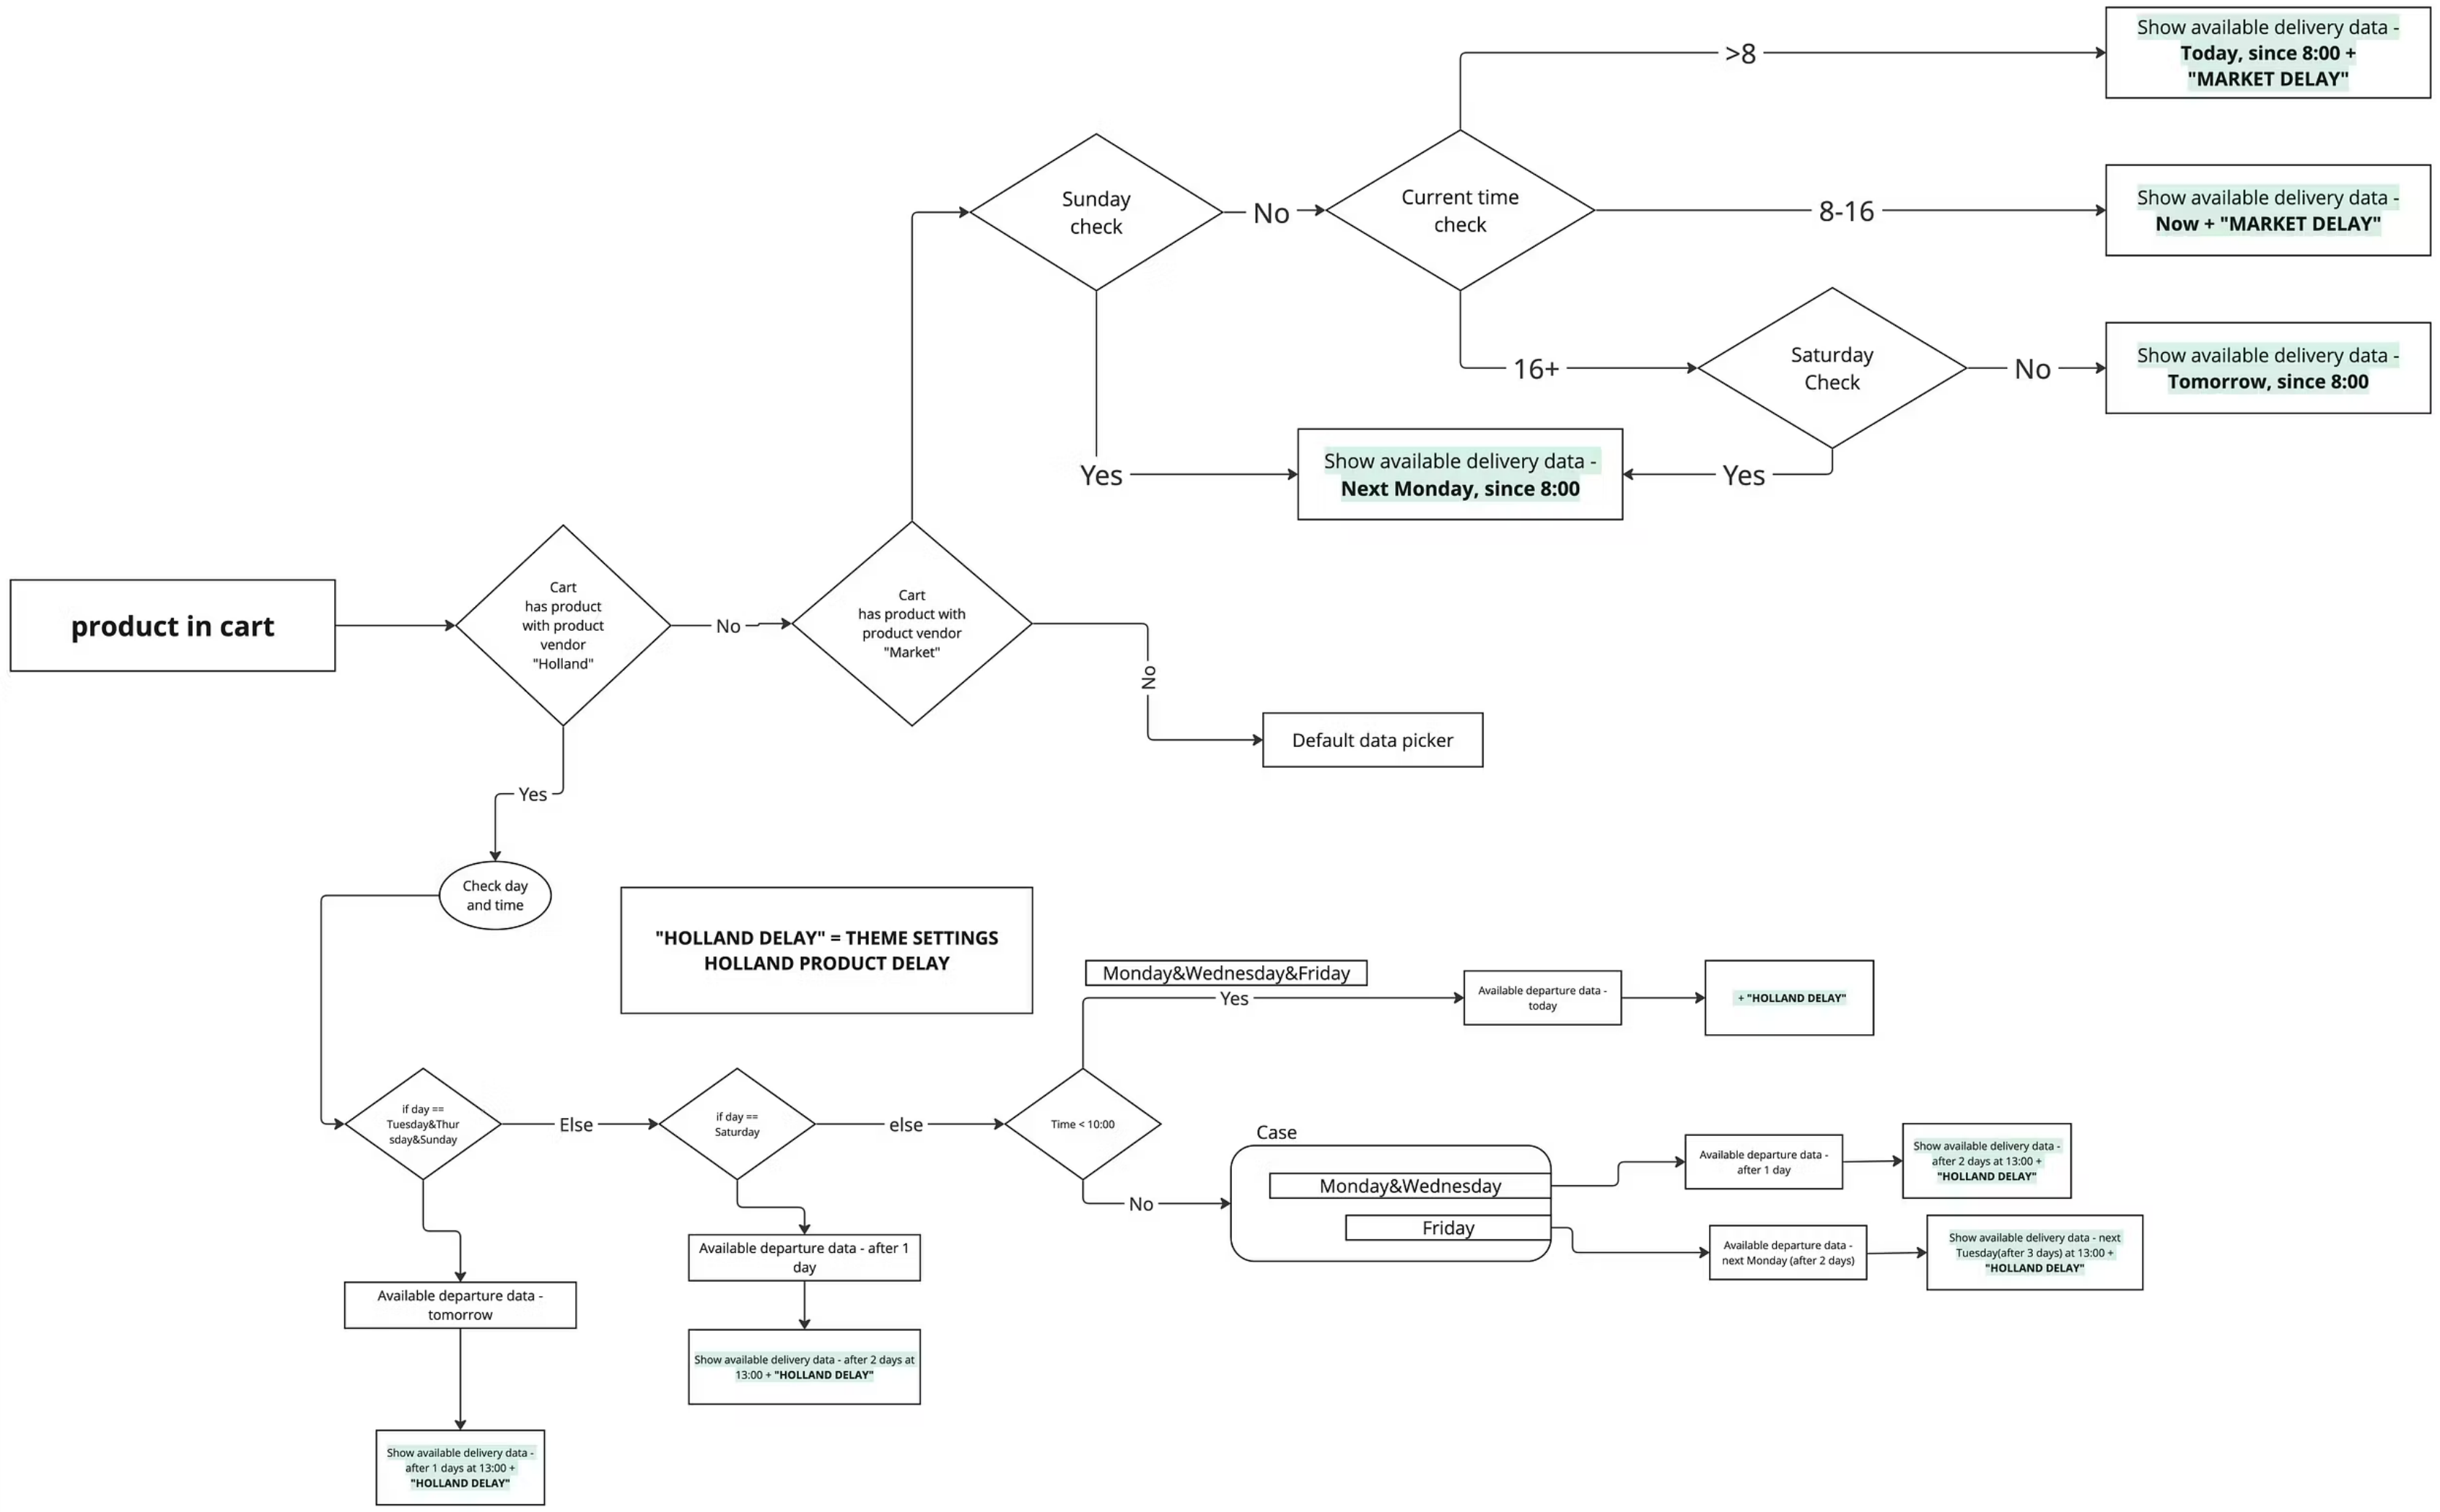 >8
Show available delivery data -
Today, since 8:00 +
"MARKET DELAY"
Sunday
check
No
Current time
check
8-16
Show available delivery data -
Now + "MARKET DELAY"
16+
Saturday
Check
No
Show available delivery data -
Tomorrow, since 8:00
Yes
Show available delivery data -
Next Monday, since 8:00
Yes
product in cart
Cart
has product
with product
vendor
"Holland"
No
Cart
has product with
product vendor
"Market"
No
Default data picker
Yes
Check day
and time
"HOLLAND DELAY" = THEME SETTINGS
HOLLAND PRODUCT DELAY
Monday&Wednesday&Friday
Yes
Available departure data -
today
+ "HOLLAND DELAY"
if day ==
Tuesday&Thur
sday&Sunday
Else
if day ==
Saturday
else
Time < 10:00
No
Case
Monday&Wednesday
Friday
Available departure data -
after 1 day
Show available delivery data -
after 2 days at 13:00 +
"HOLLAND DELAY"
Available departure data -
next Monday (after 2 days)
Show available delivery data - next
Tuesday(after 3 days) at 13:00 +
"HOLLAND DELAY"
Available departure data -
tomorrow
Show available delivery data -
after 1 days at 13:00 +
"HOLLAND DELAY"
Available departure data - after 1
day
Show available delivery data - after 2 days at
13:00 + "HOLLAND DELAY"